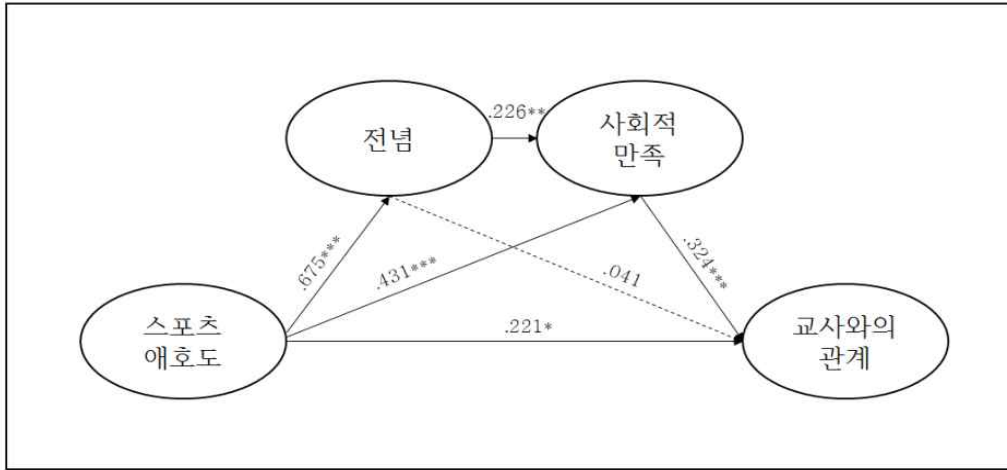 .226**
전념
사회적
만족
.675***
.431***
.041
.324***
.221*
스포츠
애호도
교사와의
관계